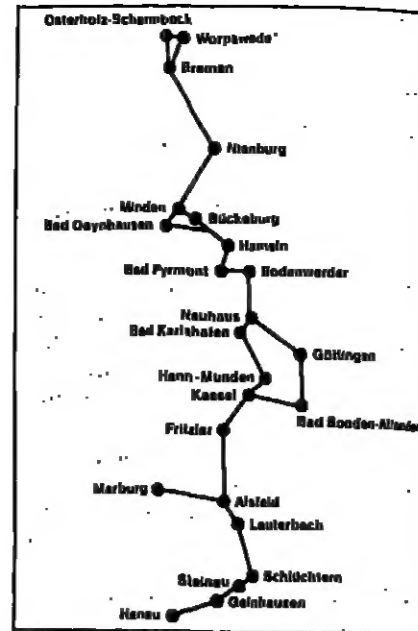 Osterholz-Scharmbeck
Worpswede
Bremen
Nienburg
Minden
Bückeburg
Bad Oeynhausen
Hameln
Bad Pyrmont
Bodenwerder
Neuhaus
Bad Karlshafen
Göttingen
Hann-Munden
Kassel
Bad Sooden-Allendorf
Fritzlar
Marburg
Alsfeld
Lauterbach
Schlüchtern
Steinau
Gelnhausen
Hanau